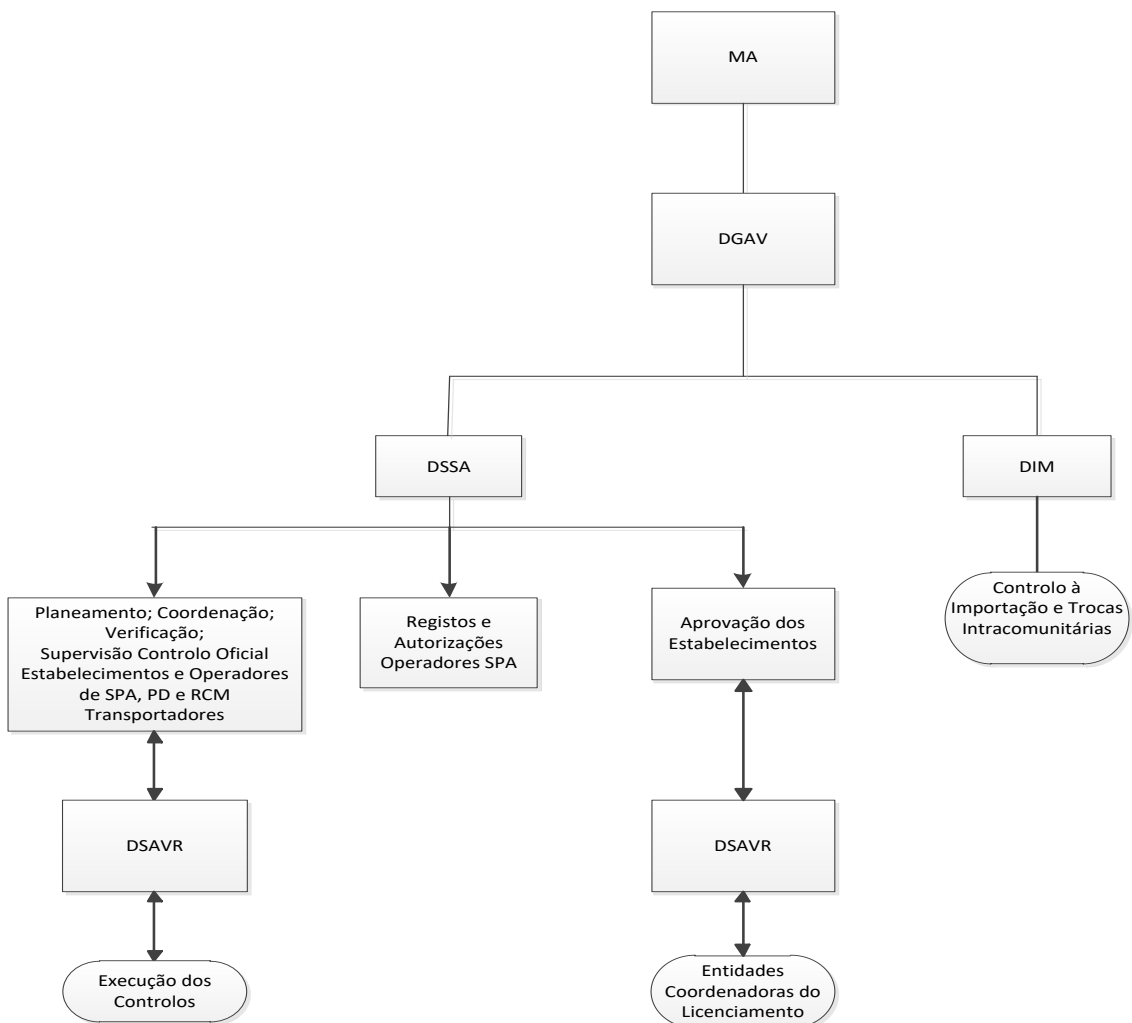 MA
DGAV
DSSA
DIM
Planeamento; Coordenação;
Verificação;
Supervisão Controlo Oficial
Estabelecimentos e Operadores
de SPA, PD e RCM
Transportadores
Registos e
Autorizações
Operadores SPA
Aprovação dos
Estabelecimentos
Controlo à
Importação e Trocas
Intracomunitárias
DSAVR
DSAVR
Execução dos
Controlos
Entidades
Coordenadoras do
Licenciamento